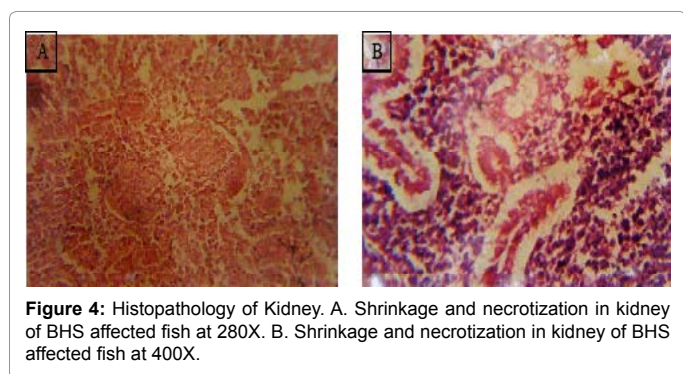 A
B
Figure 4: Histopathology of Kidney. A. Shrinkage and necrotization in kidney
of BHS affected fish at 280X. B. Shrinkage and necrotization in kidney of BHS
affected fish at 400X.